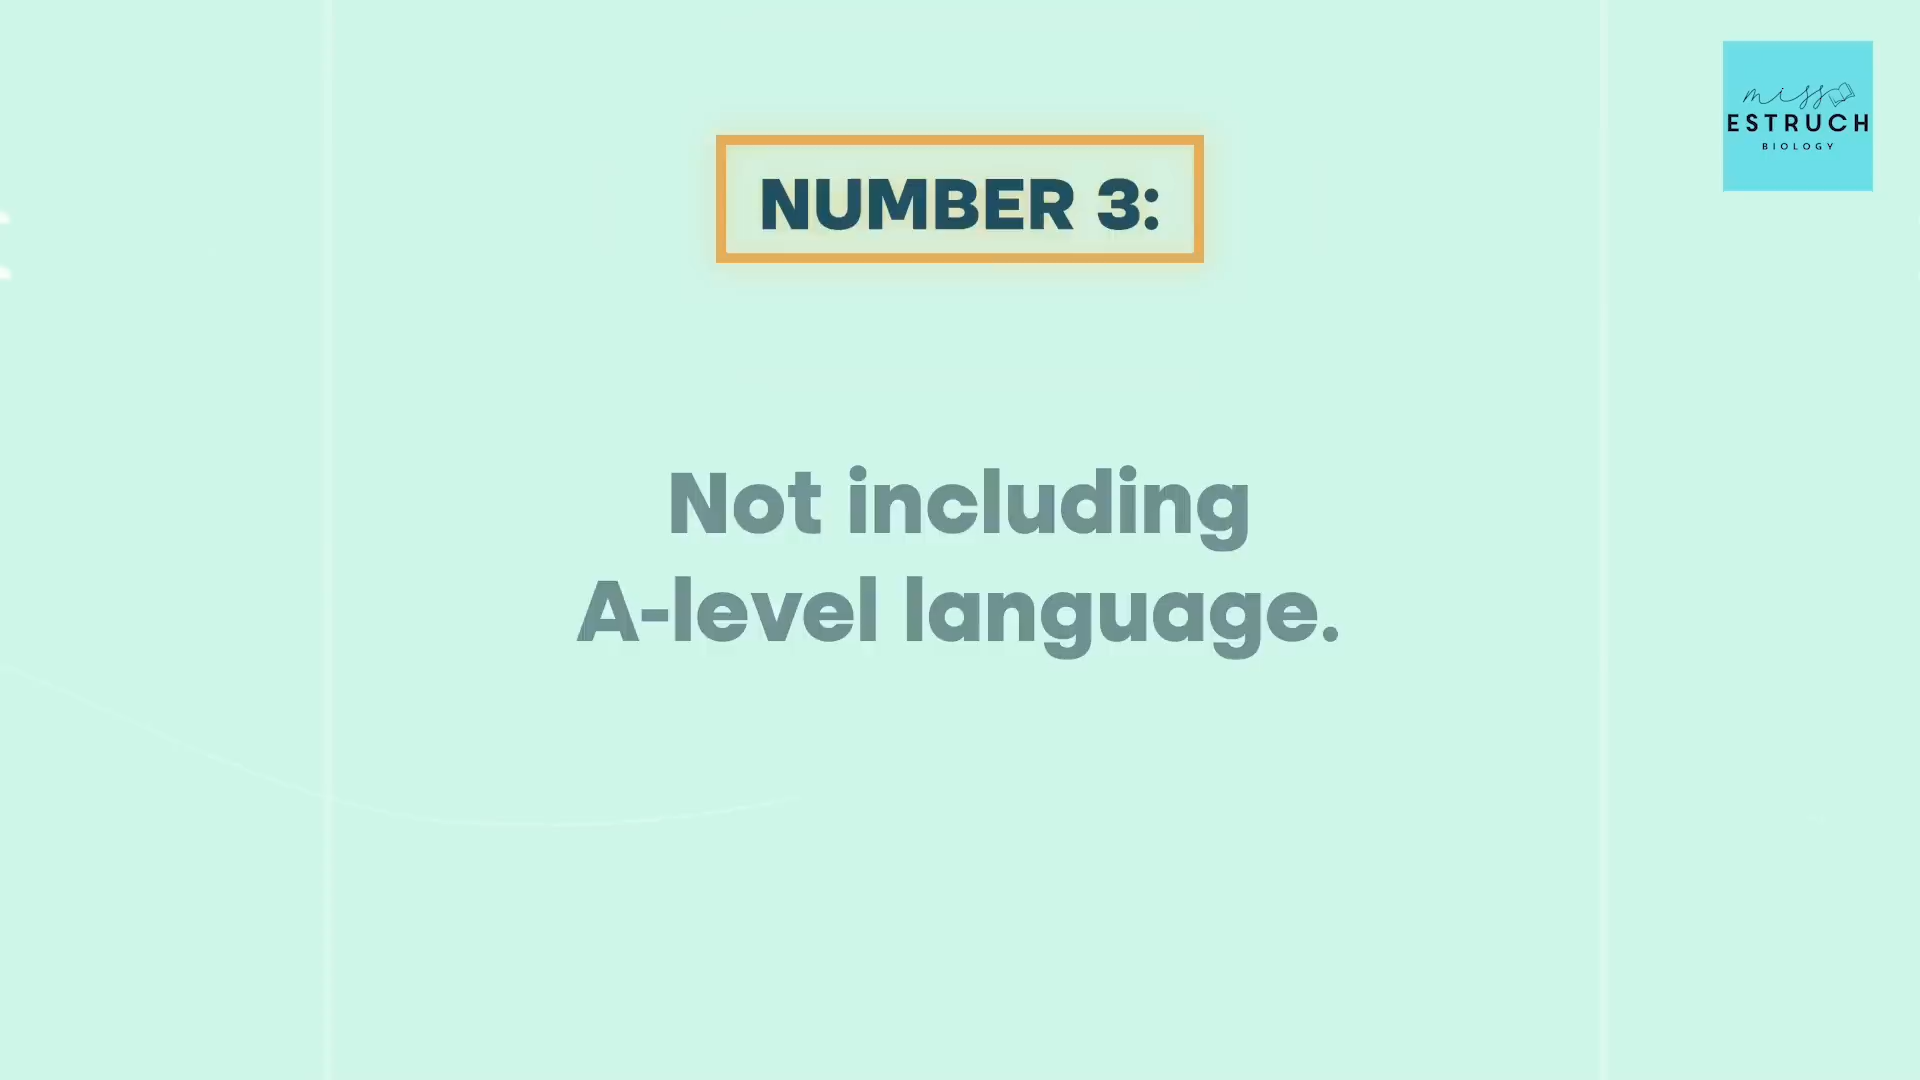 miss
ESTRUCH
BIOLOGY
NUMBER 3:
Not including
A-level language.